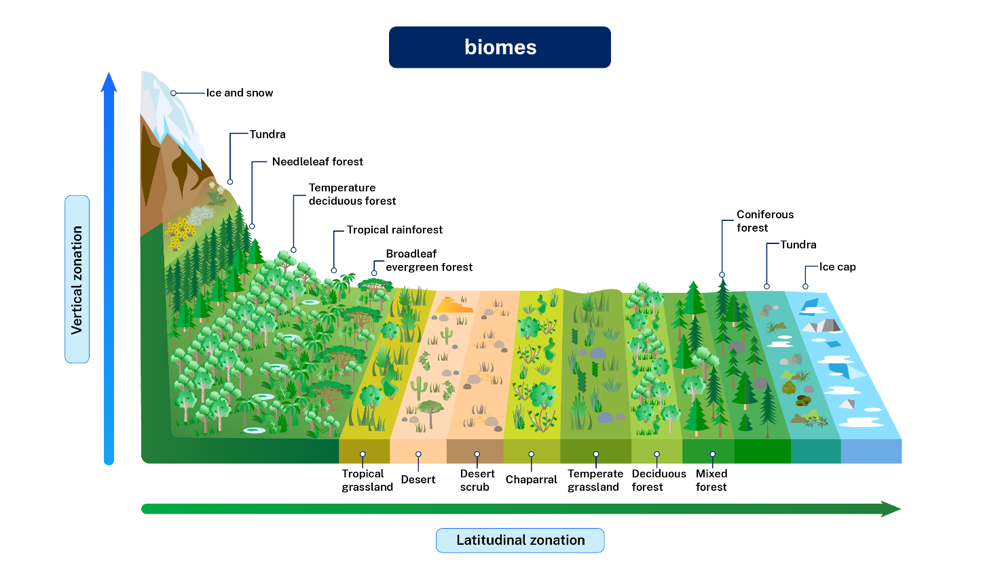 biomes
Ice and snow
Tundra
Needleleaf forest
Temperature
deciduous forest
Tropical rainforest
Broadleaf
evergreen forest
Coniferous
forest
Tundra
Ice cap
Vertical zonation
Tropical
grassland
Desert
Desert
scrub
Chaparral
Temperate
grassland
Deciduous
forest
Mixed
forest
Latitudinal zonation